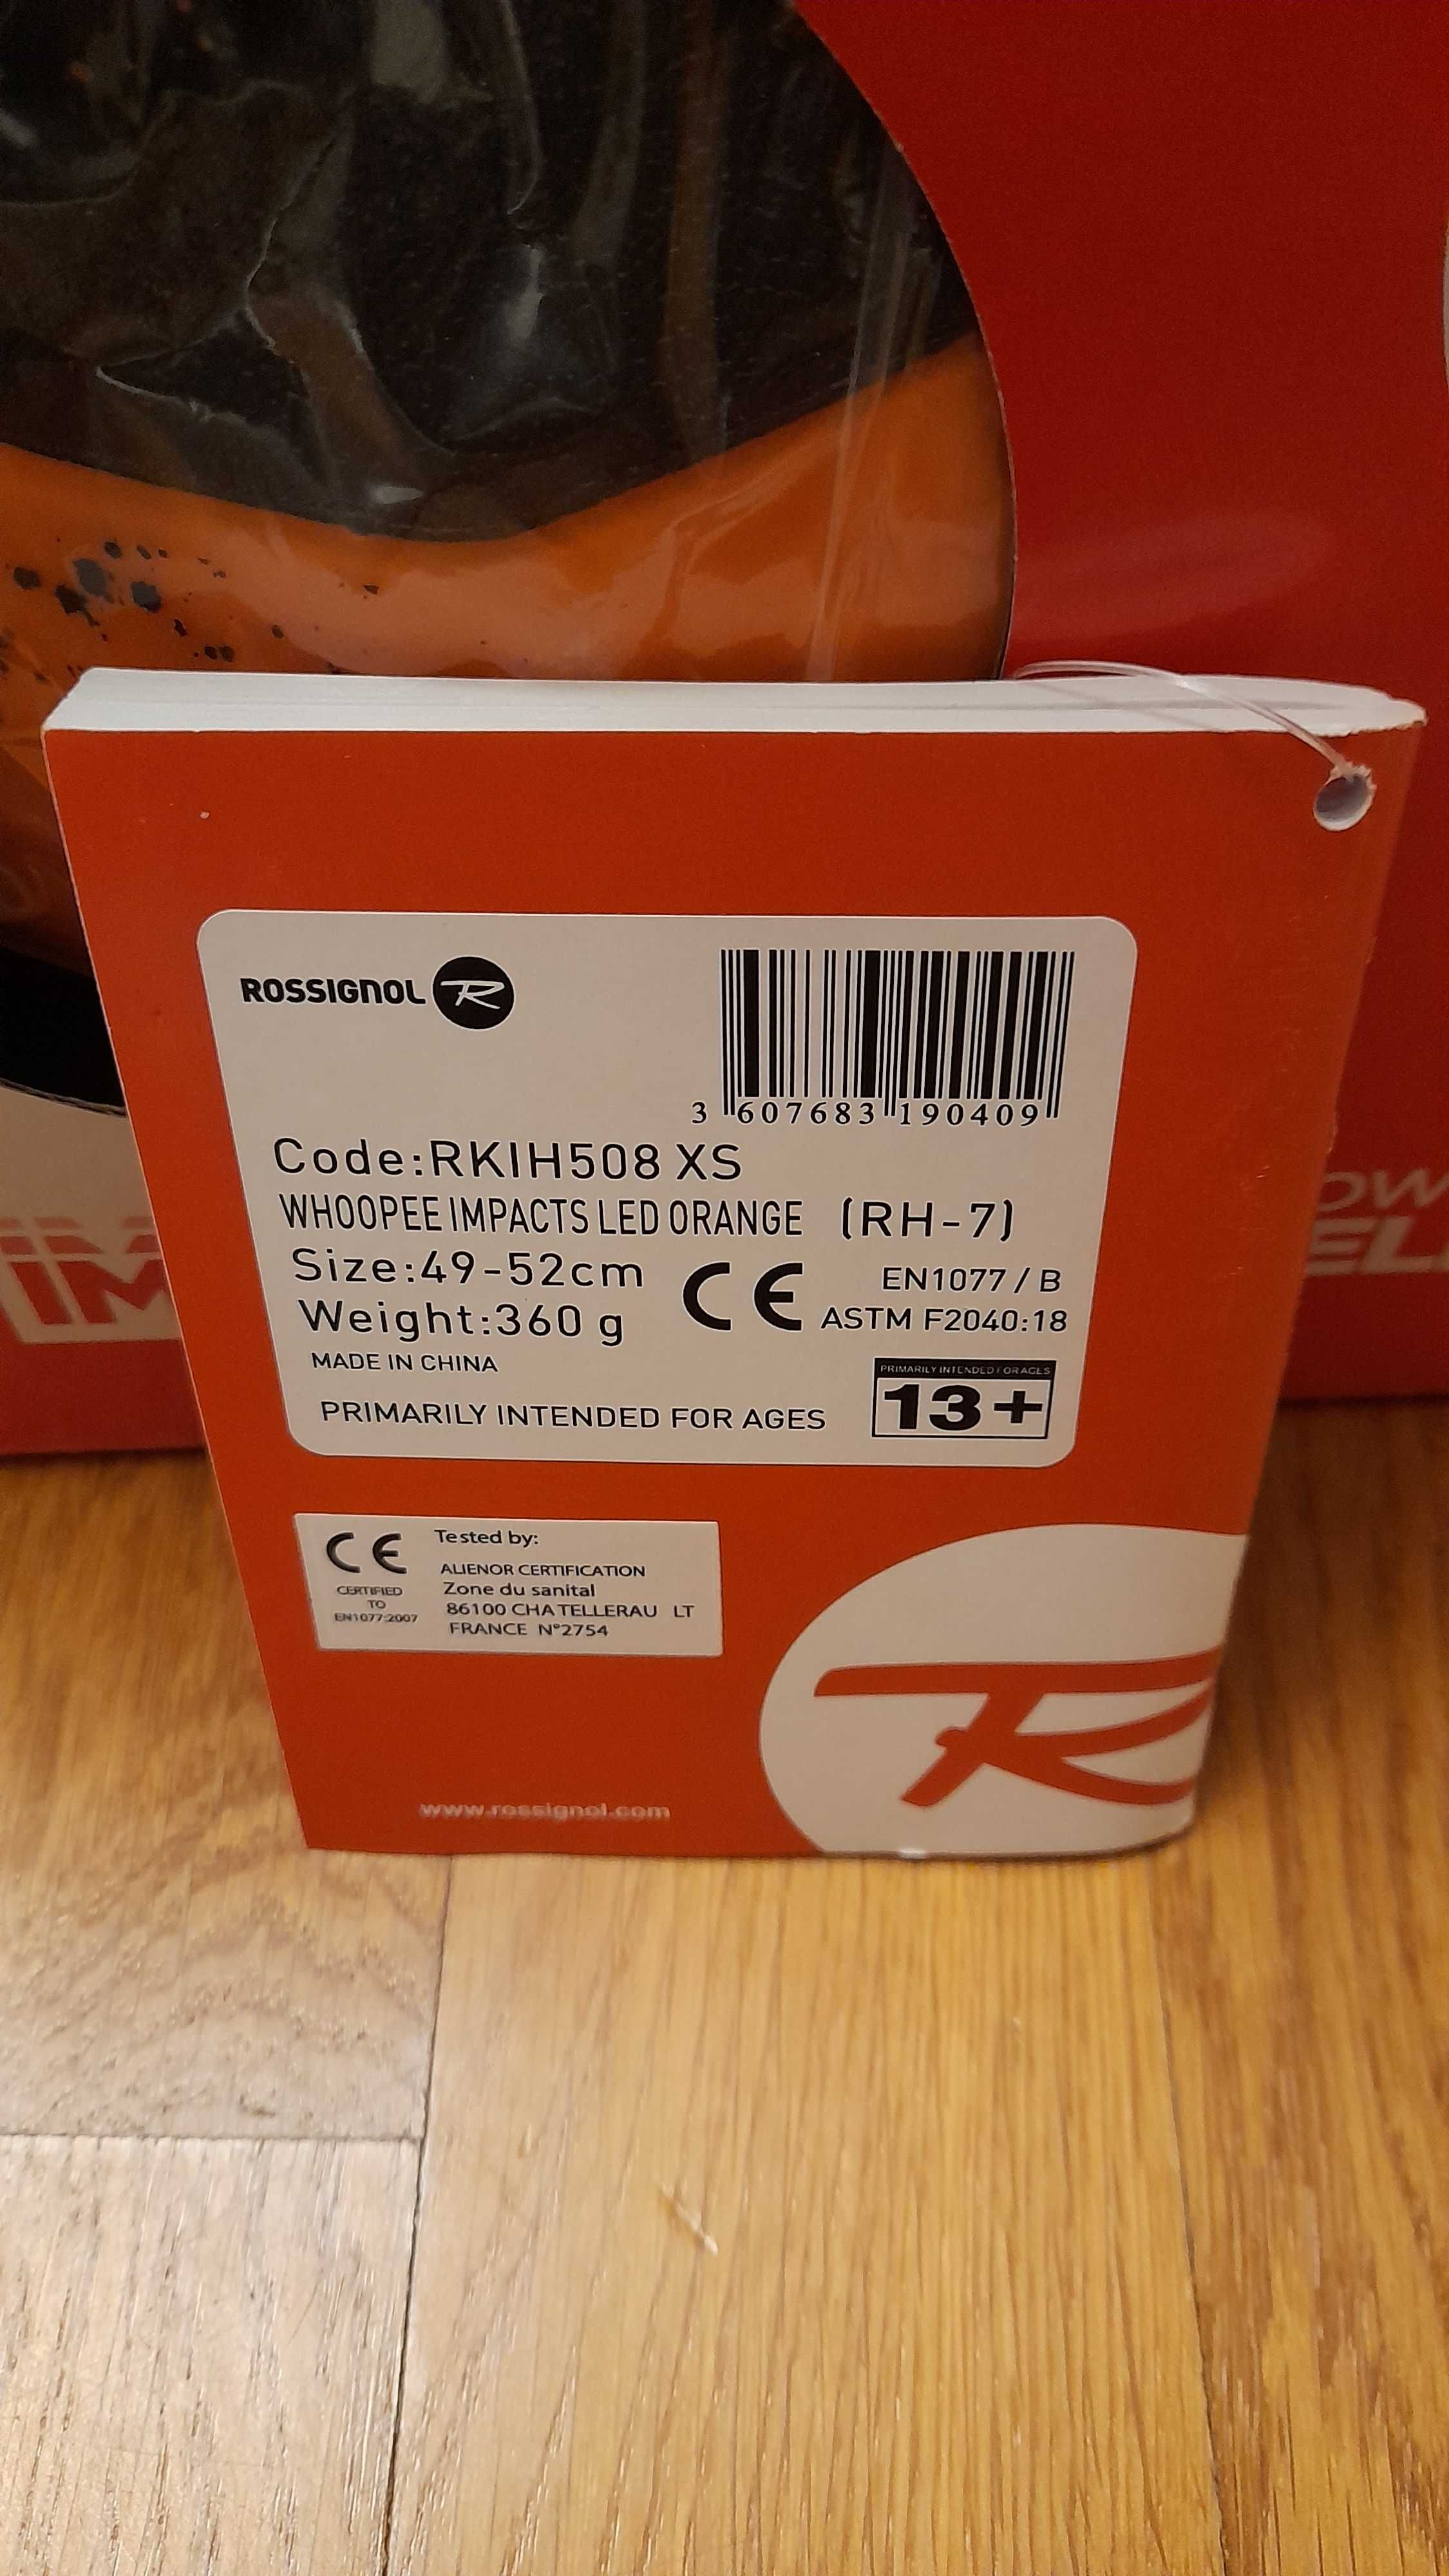 ROSSIGNOL R
3 607683 190409
Code:RKIH508 XS
WHOOPEE IMPACTS LED ORANGE (RH-7)
Size:49-52cm
Weight:360 g
CE EN1077 / B
ASTM F2040:18
MADE IN CHINA
PRIMARILY INTENDED FOR AGES
PRIMARILY INTENDED FOR AGES
13+
CE
CERTIFIED
TO
EN1077:2007
Tested by:
ALIENOR CERTIFICATION
Zone du sanital
86100 CHATELLERAU LT
FRANCE N°2754
R
www.rossignol.com